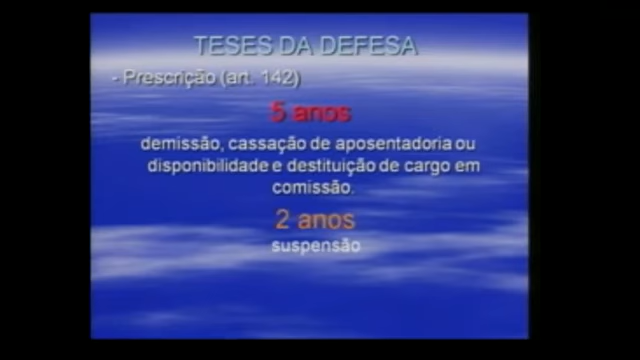 TESES DA DEFESA
- Prescrição (art. 142)
5 anos
demissão, cassação de aposentadoria ou
disponibilidade e destituição de cargo em
comissão.
2 anos
suspensão